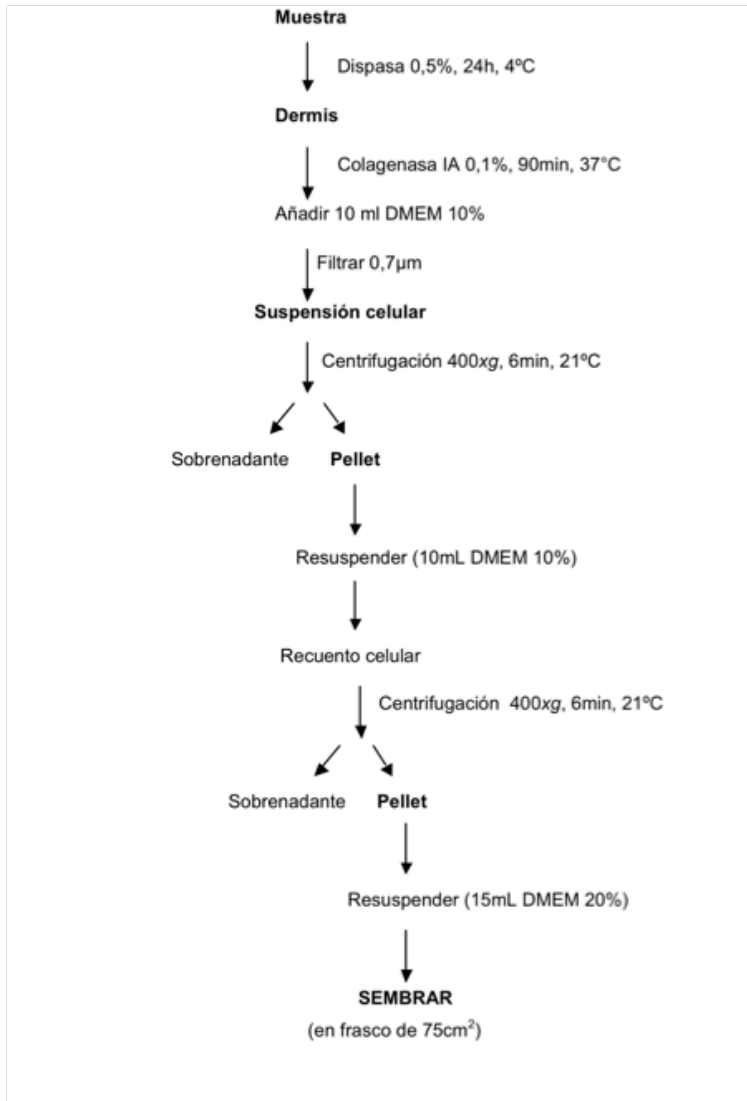 Muestra
Dispasa 0,5%, 24h, 4ºC
Dermis
Colagenasa IA 0,1%, 90min, 37°C
Añadir 10 ml DMEM 10%
Filtrar 0,7µm
Suspensión celular
Centrifugación 400xg, 6min, 21ºC
Sobrenadante Pellet
Resuspender (10mL DMEM 10%)
Recuento celular
Centrifugación 400xg, 6min, 21ºC
Sobrenadante Pellet
Resuspender (15mL DMEM 20%)
SEMBRAR
(en frasco de 75cm²)